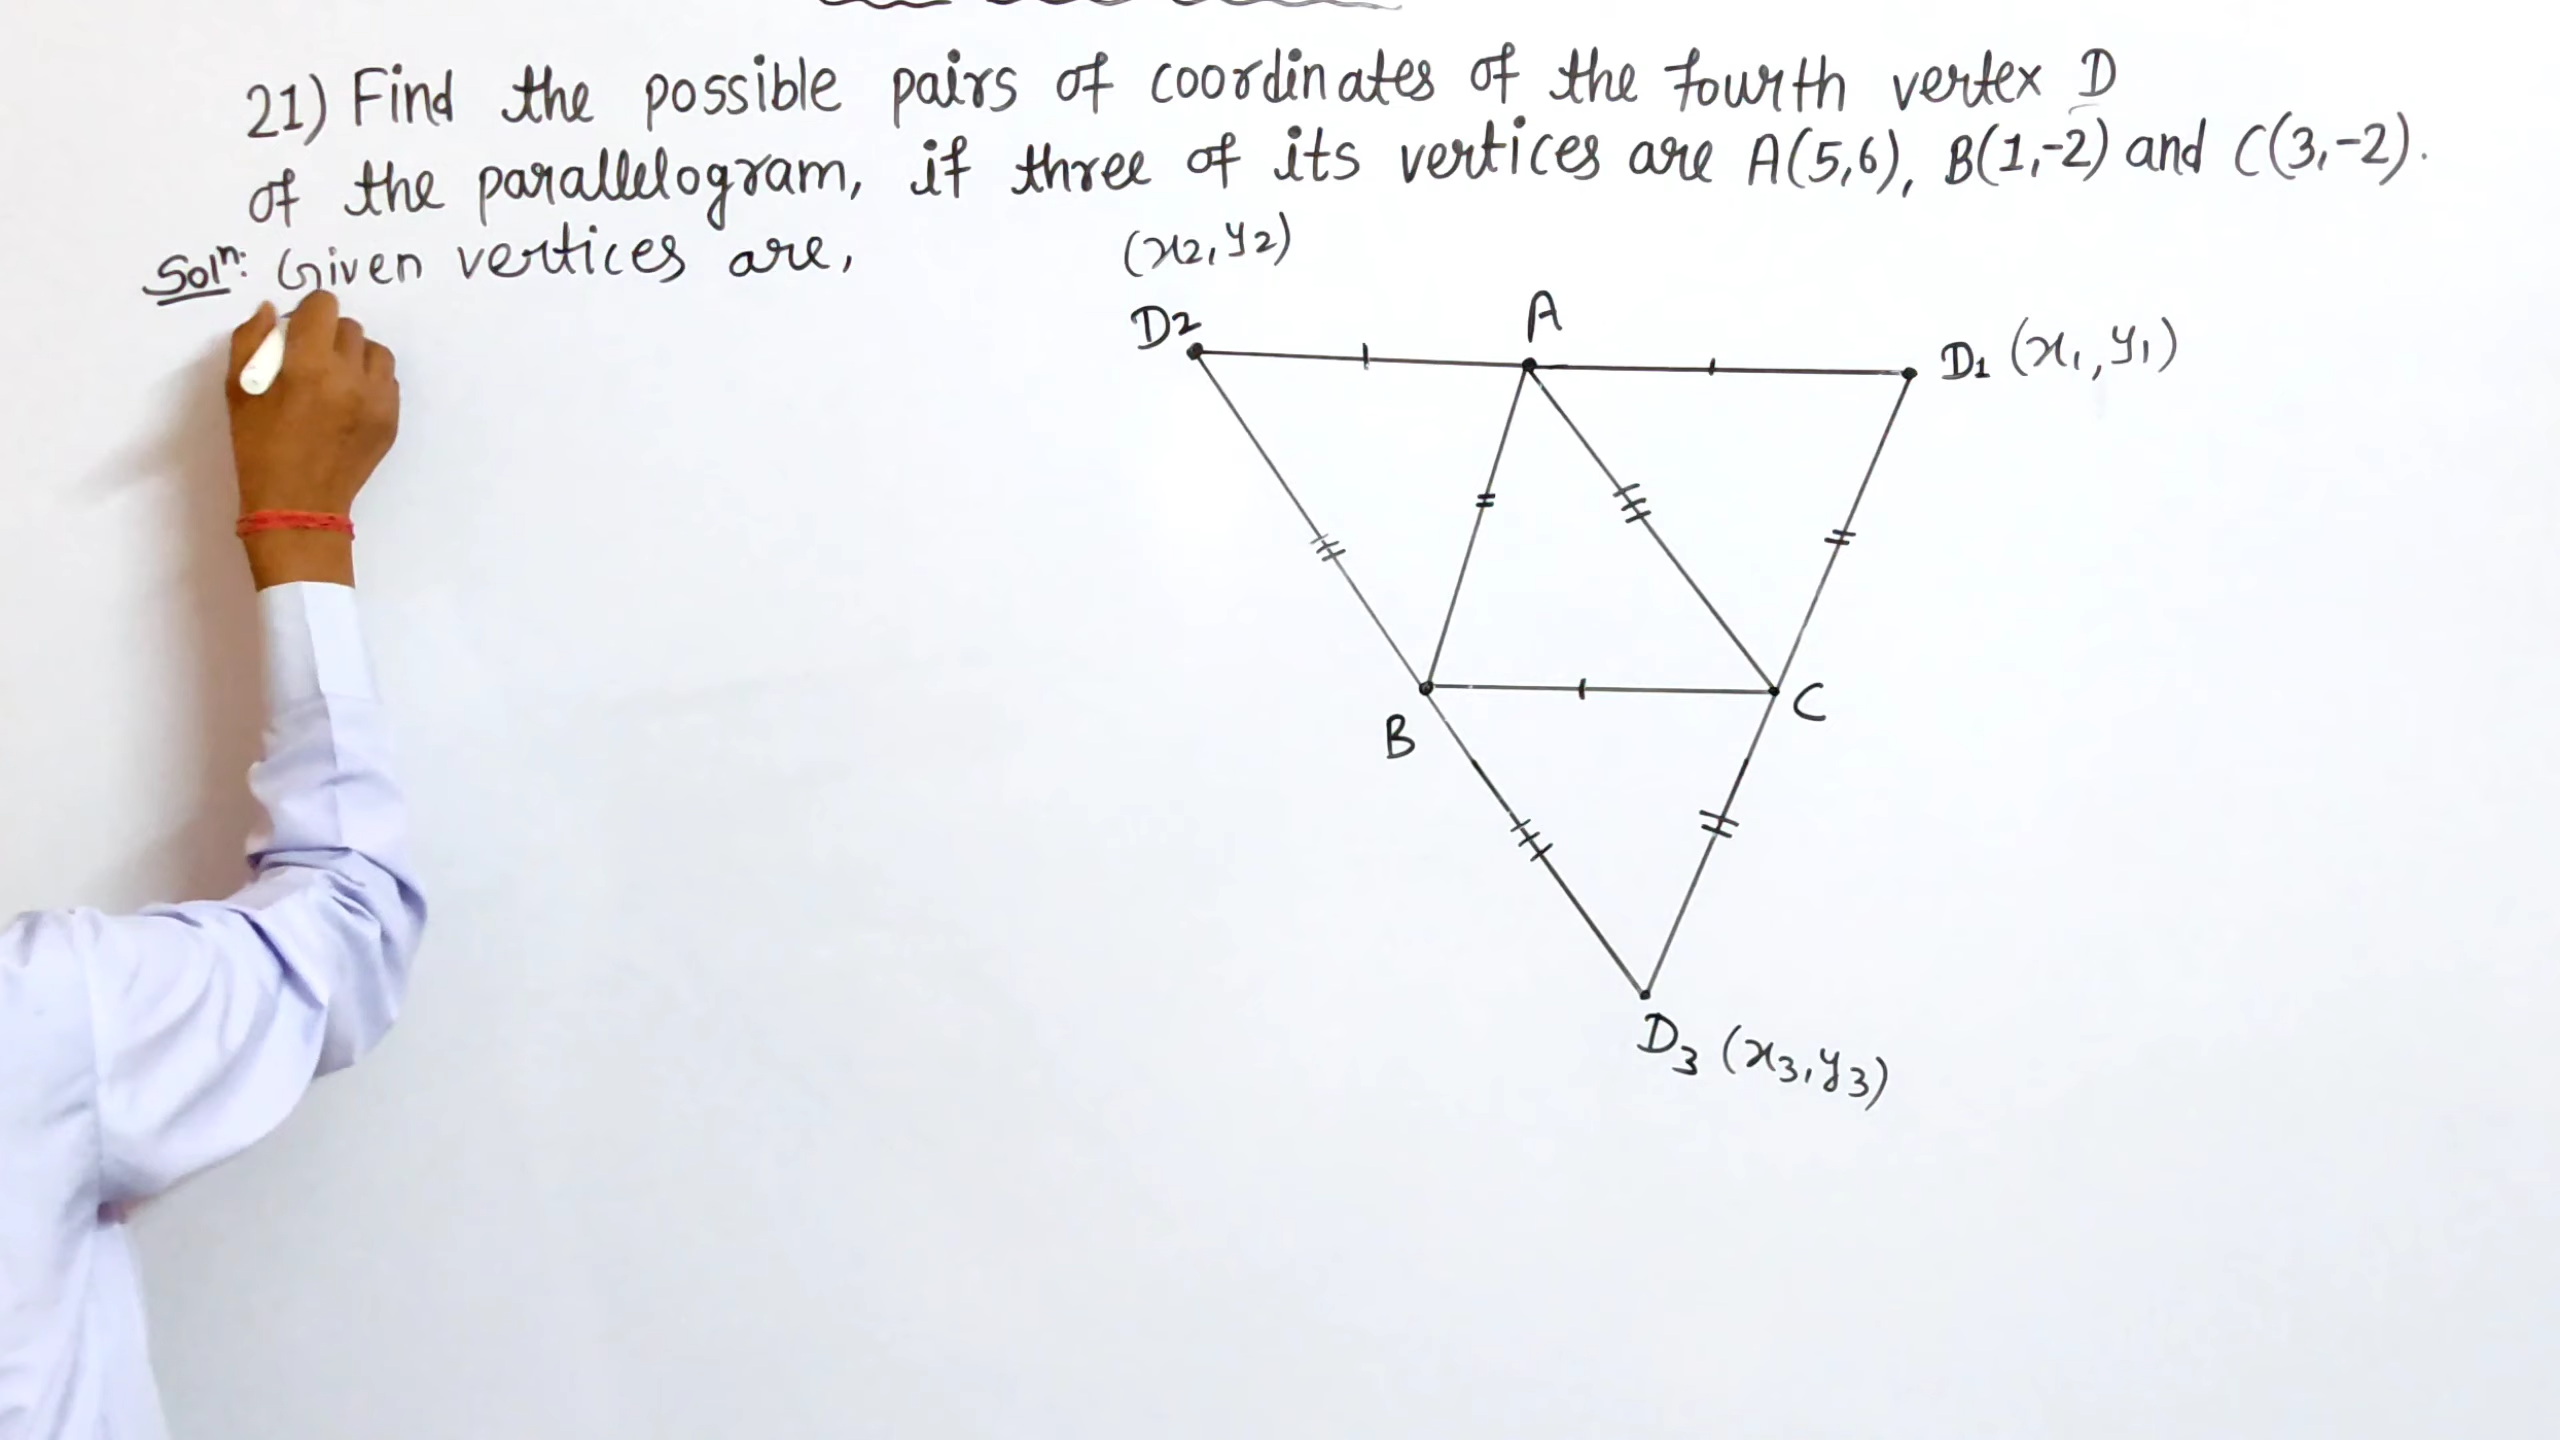 21) Find the possible pairs of coordinates of the fourth vertex D
of the parallelogram, if three of its vertices are A(5,6), B(1,-2) and C(3,-2).
Solⁿ: Given vertices are,
(x2, y2)
D2
A
D1 (x1, y1)
B
C
D3 (x3, y3)